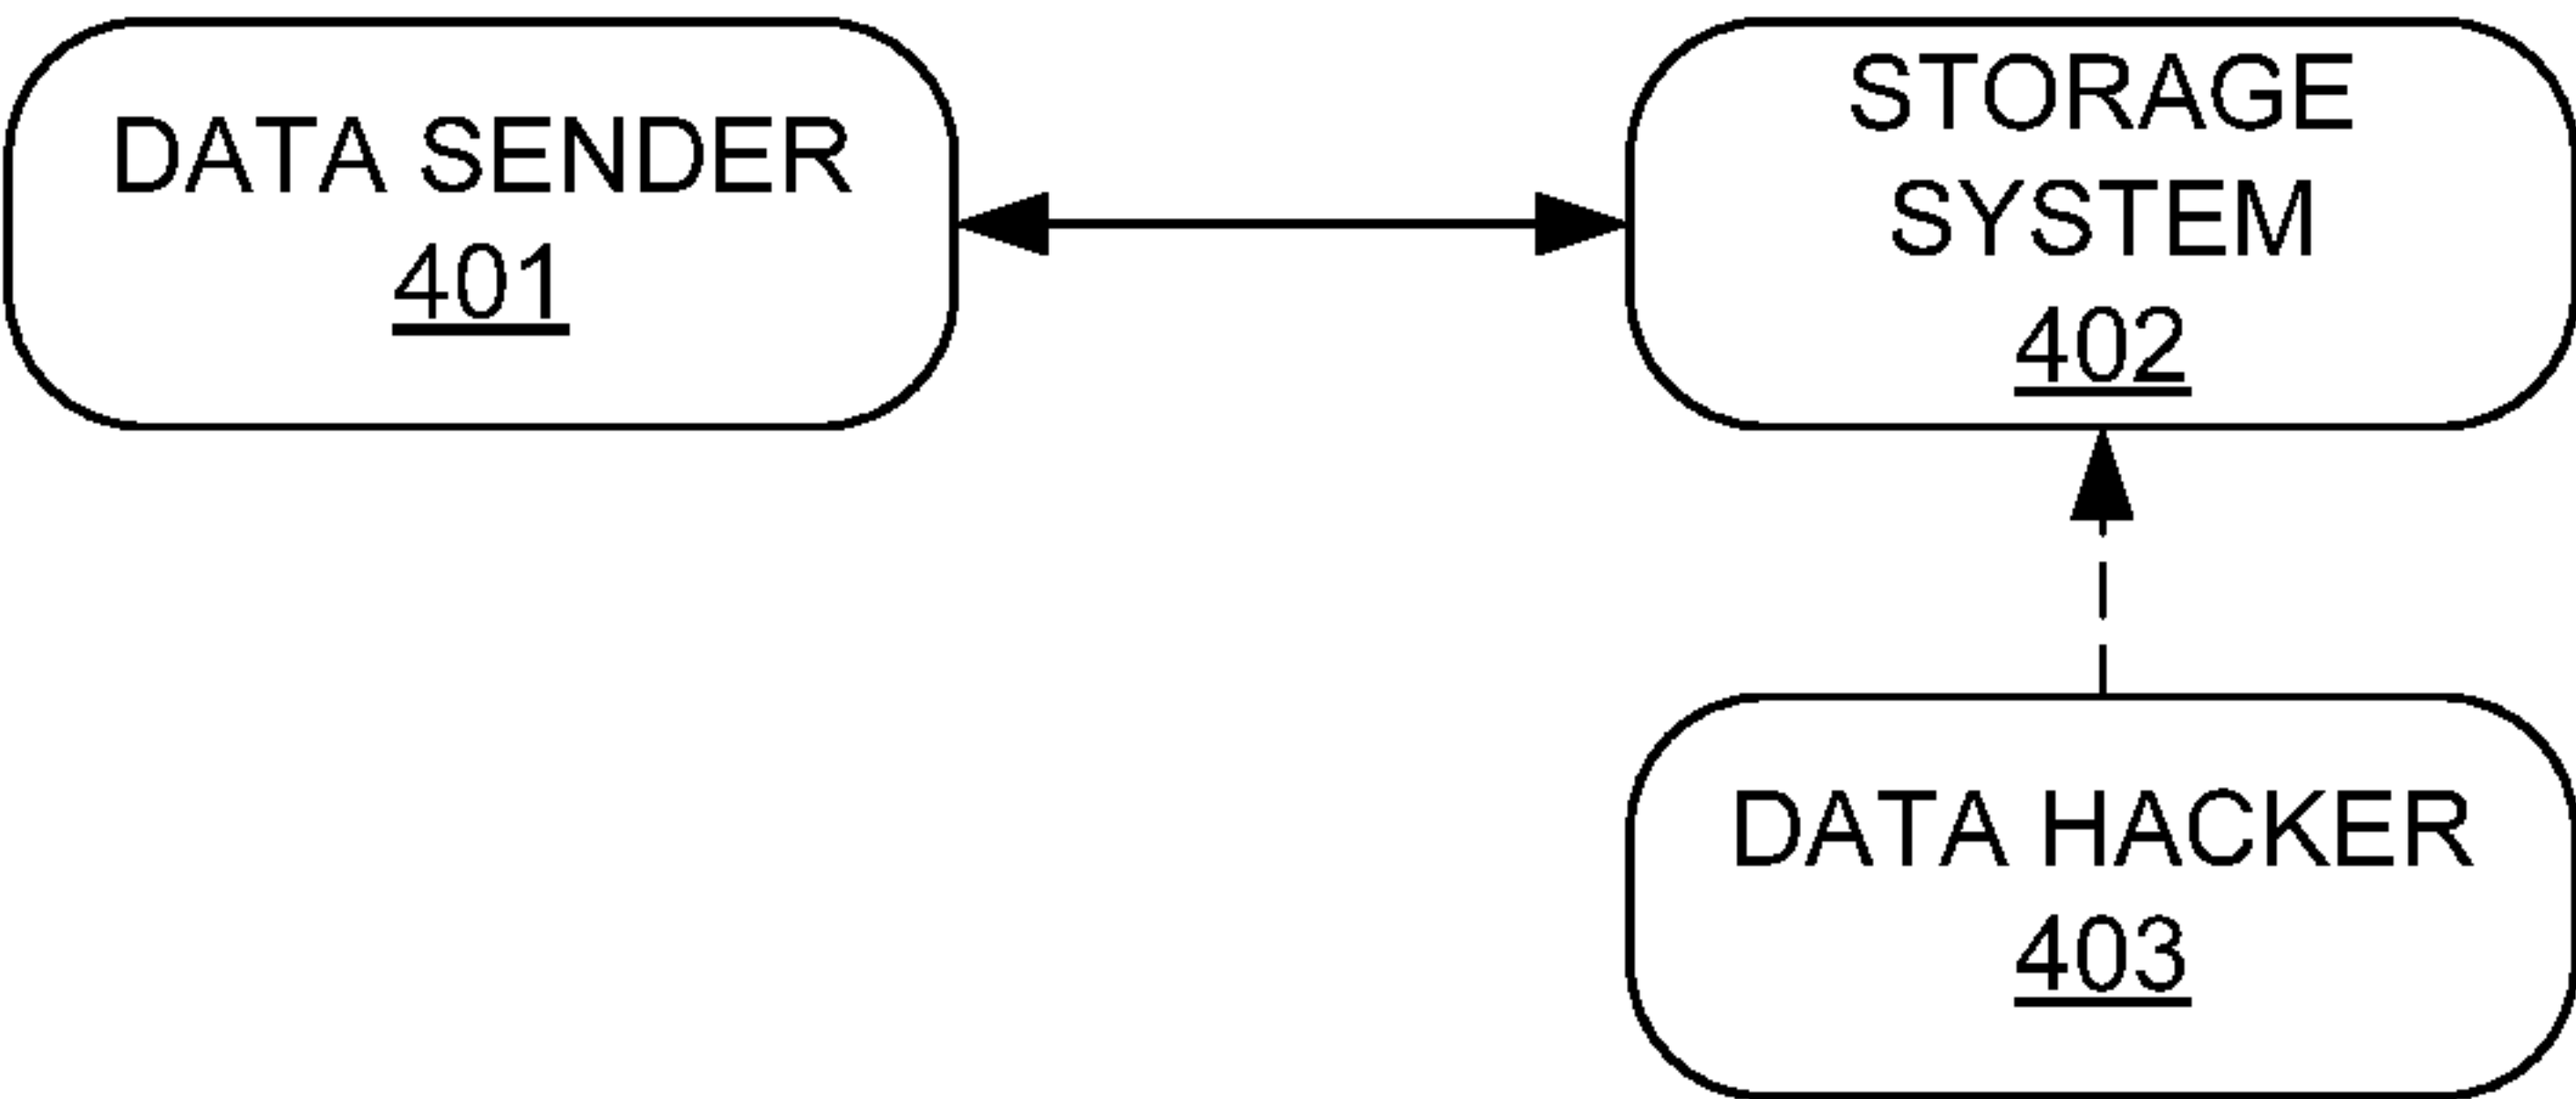 DATA SENDER
401
STORAGE
SYSTEM
402
DATA HACKER
403